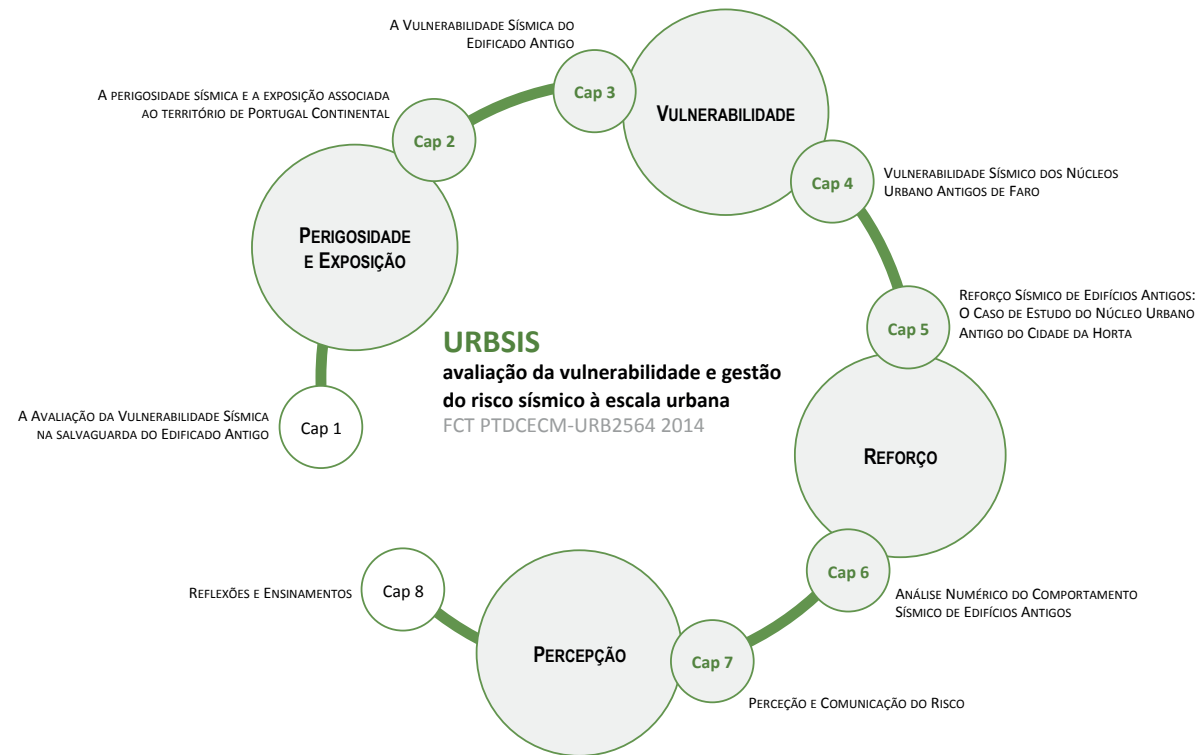 A Vulnerabilidade Sísmica do
Edificado Antigo
Cap 3
Vulnerabilidade
A perigosidade sísmica e a exposição associada
ao território de Portugal Continental
Cap 2
Cap 4
Vulnerabilidade Sísmico dos Núcleos
Urbano Antigos de Faro
Perigosidade
e Exposição
Reforço Sísmico de Edifícios Antigos:
O Caso de Estudo do Núcleo Urbano
Antigo do Cidade da Horta
Cap 5
URBSIS
avaliação da vulnerabilidade e gestão
do risco sísmico à escala urbana
FCT PTDCECM-URB2564 2014
A Avaliação da Vulnerabilidade Sísmica
na salvaguarda do Edificado Antigo
Cap 1
Reforço
Cap 6
Análise Numérico do Comportamento
Sísmico de Edifícios Antigos
Reflexões e Ensinamentos
Cap 8
Percepção
Cap 7
Perceção e Comunicação do Risco